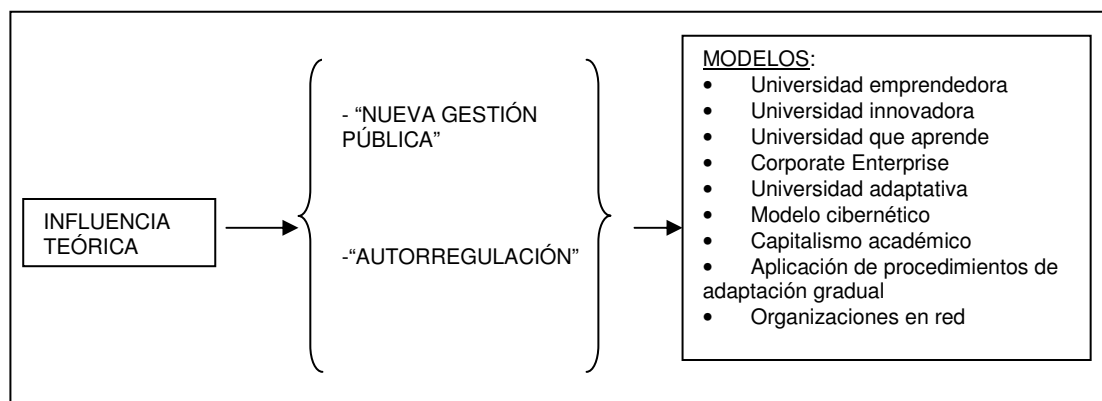 INFLUENCIA
TEÓRICA
- “NUEVA GESTIÓN
PÚBLICA”
-“AUTORREGULACIÓN”
MODELOS:
• Universidad emprendedora
• Universidad innovadora
• Universidad que aprende
• Corporate Enterprise
• Universidad adaptativa
• Modelo cibernético
• Capitalismo académico
• Aplicación de procedimientos de
adaptación gradual
• Organizaciones en red